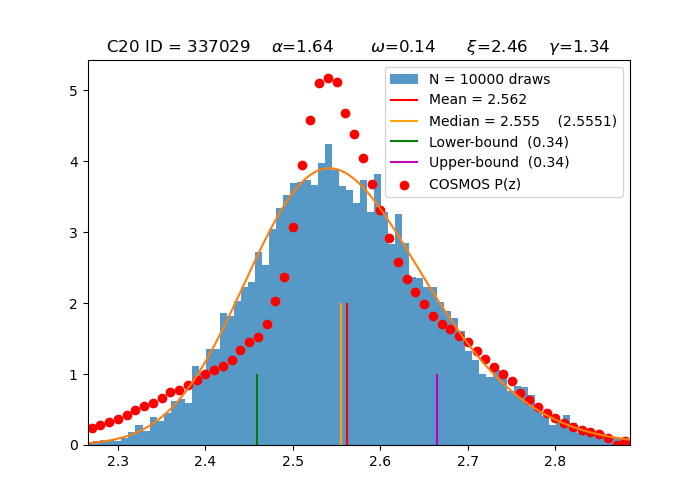 C20 ID = 337029    α=1.64    ω=0.14    ξ=2.46    γ=1.34
N = 10000 draws
Mean = 2.562
Median = 2.555    (2.5551)
Lower-bound  (0.34)
Upper-bound  (0.34)
COSMOS P(z)
5
4
3
2
1
0
2.3 2.4 2.5 2.6 2.7 2.8